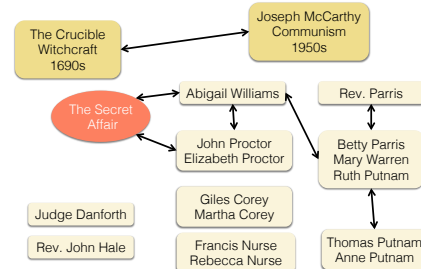 The Crucible
Witchcraft
1690s
Joseph McCarthy
Communism
1950s
The Secret
Affair
Abigail Williams
Rev. Parris
John Proctor
Elizabeth Proctor
Betty Parris
Mary Warren
Ruth Putnam
Giles Corey
Martha Corey
Judge Danforth
Rev. John Hale
Francis Nurse
Rebecca Nurse
Thomas Putnam
Anne Putnam